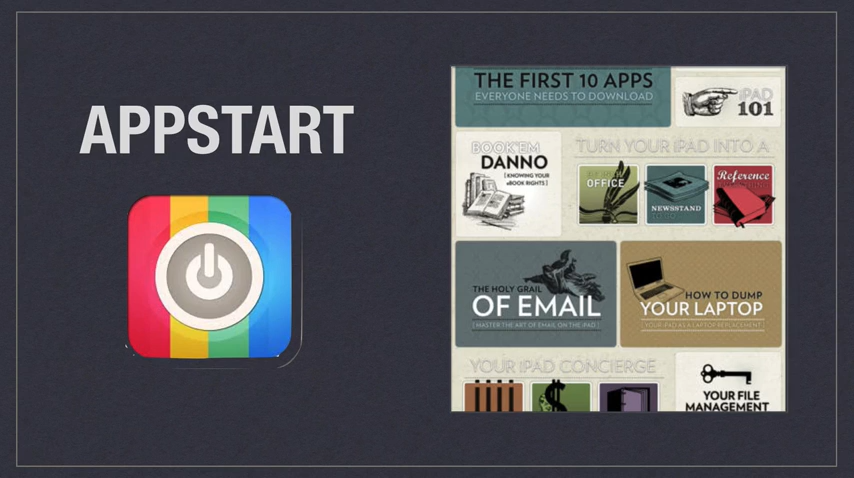 APPSTART
THE FIRST 10 APPS
EVERYONE NEEDS TO DOWNLOAD
iPAD
101
BOOK'EM
DANNO
[KNOWING YOUR
eBOOK RIGHTS]
TURN YOUR iPAD INTO A
OFFICE
NEWSSTAND
Reference
THE HOLY GRAIL
OF EMAIL
[MASTER THE ART OF EMAIL ON THE iPAD]
HOW TO DUMP
YOUR LAPTOP
[YOUR iPAD AS A LAPTOP REPLACEMENT]
YOUR iPAD CONCIERGE
YOUR FILE
MANAGEMENT